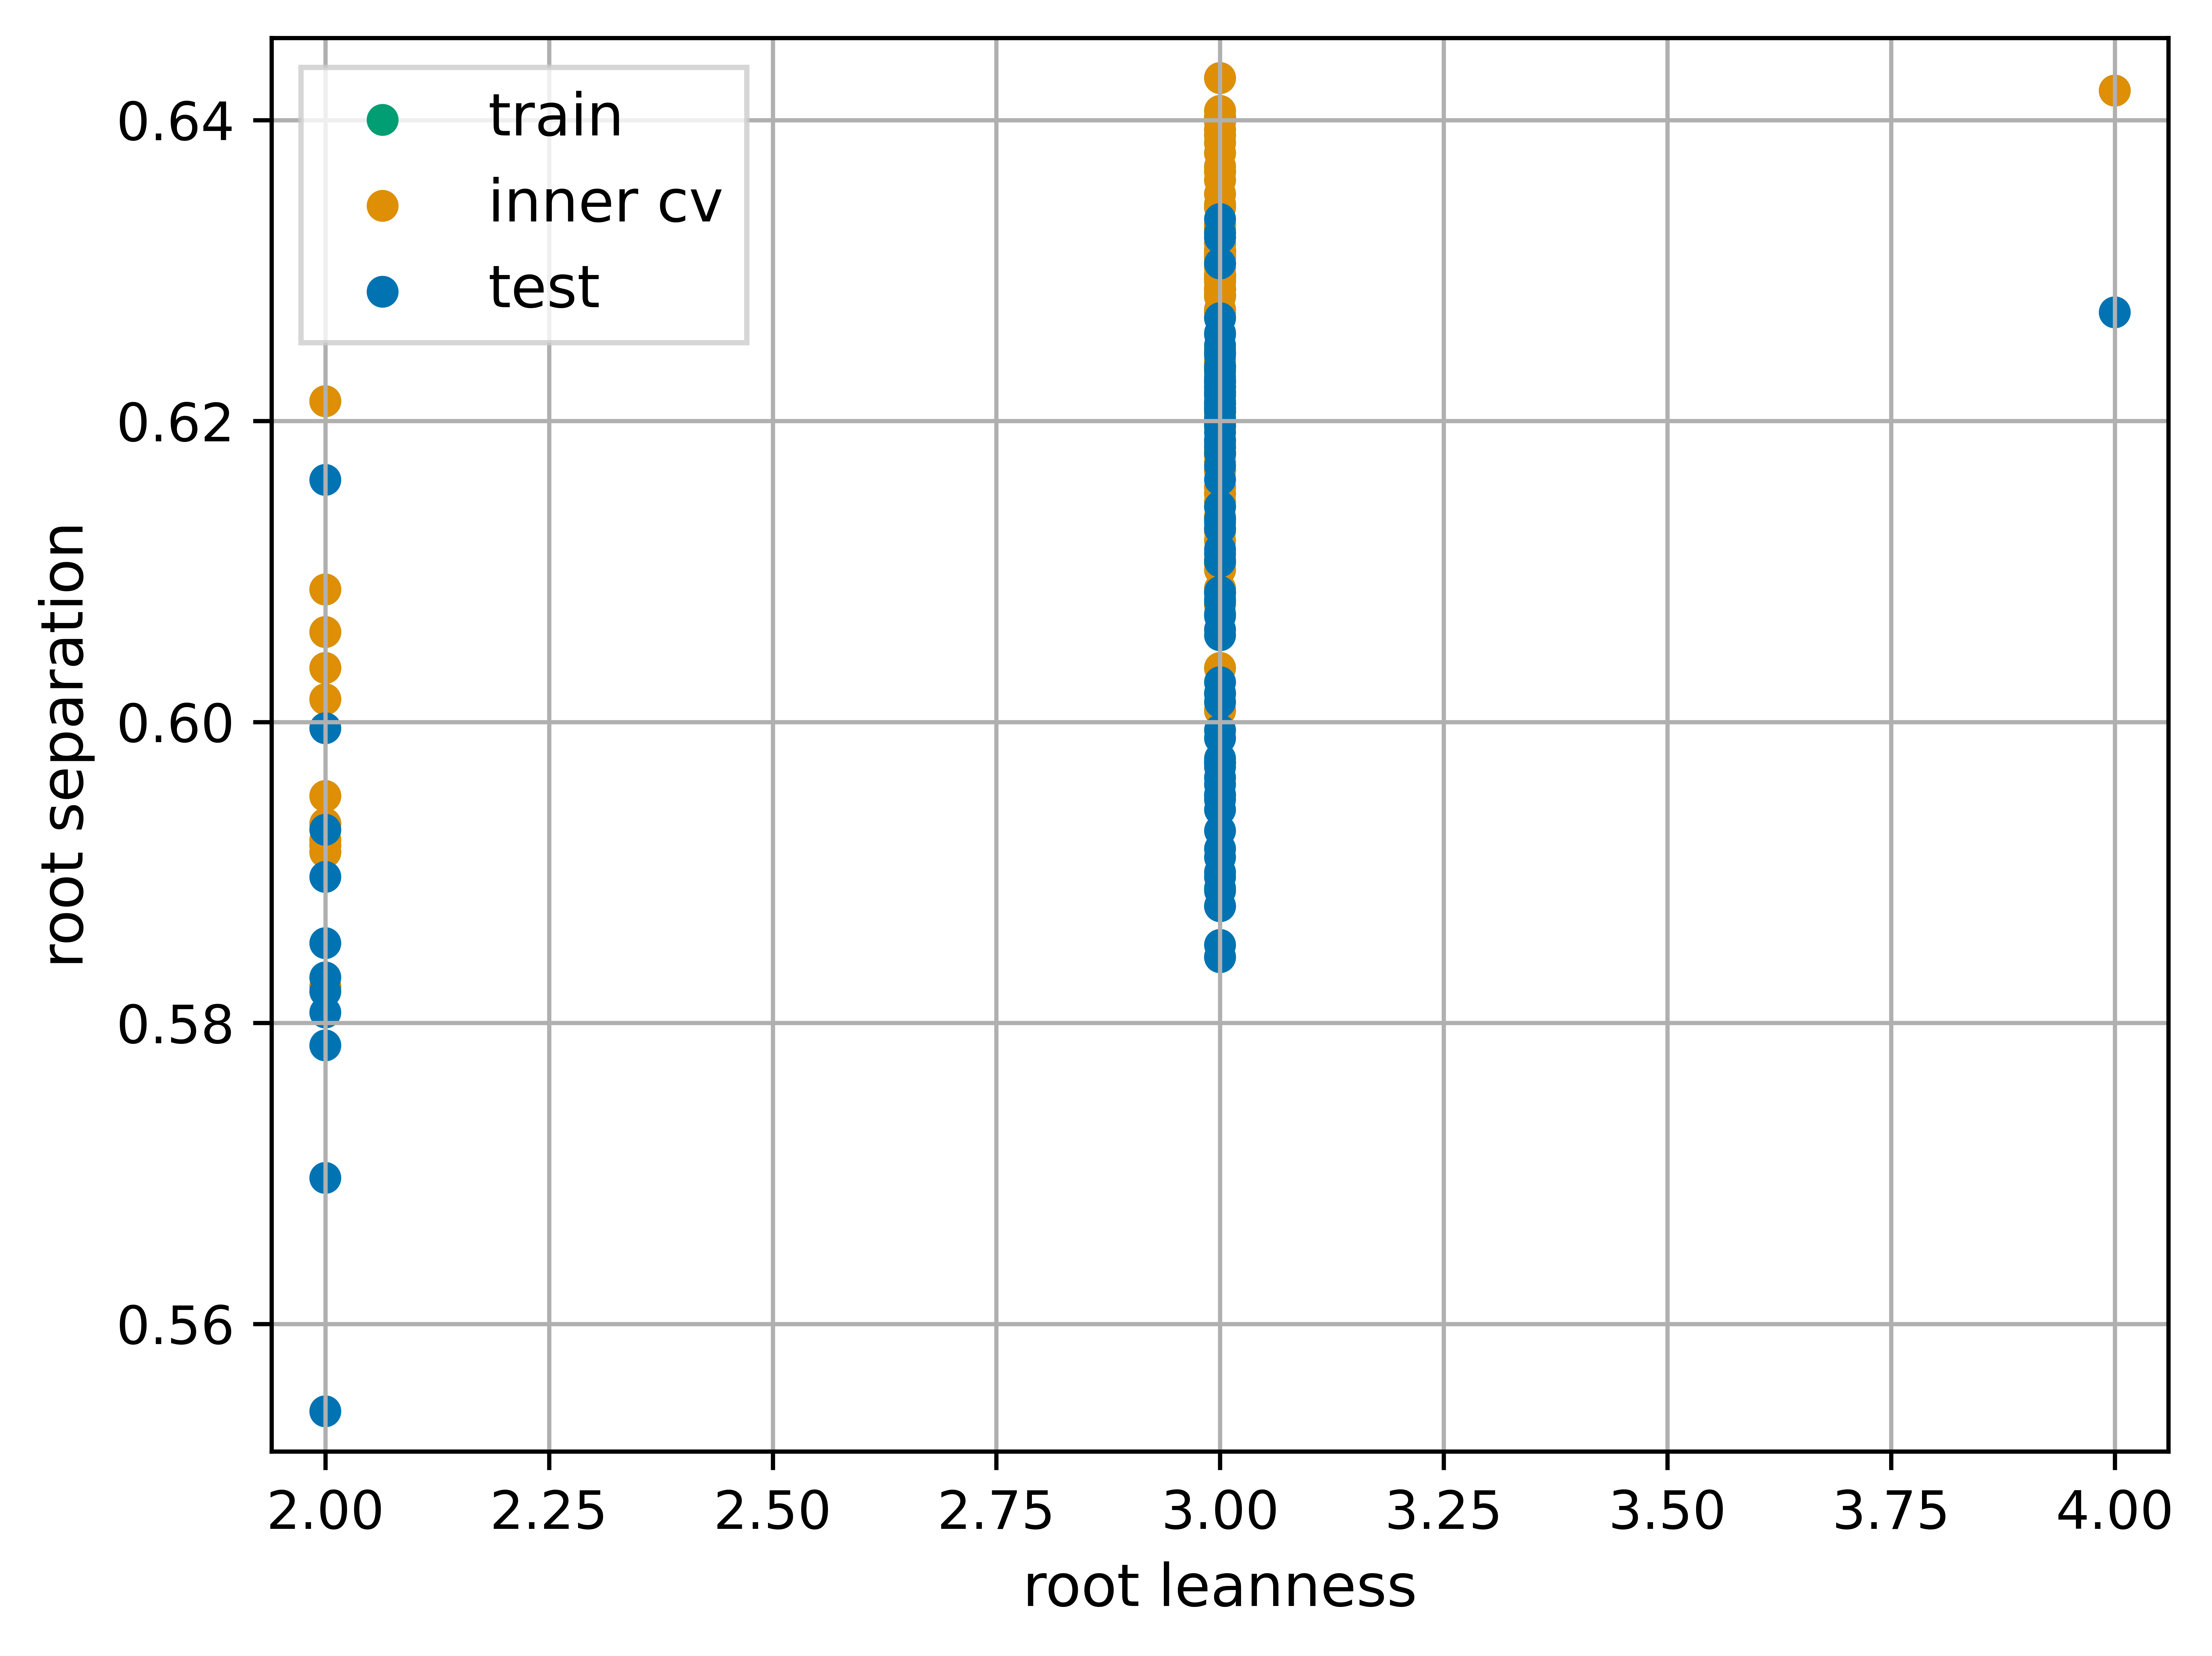 train
inner cv
test
0.64
0.62
0.60
0.58
0.56
root separation
2.00 2.25 2.50 2.75 3.00 3.25 3.50 3.75 4.00
root leanness